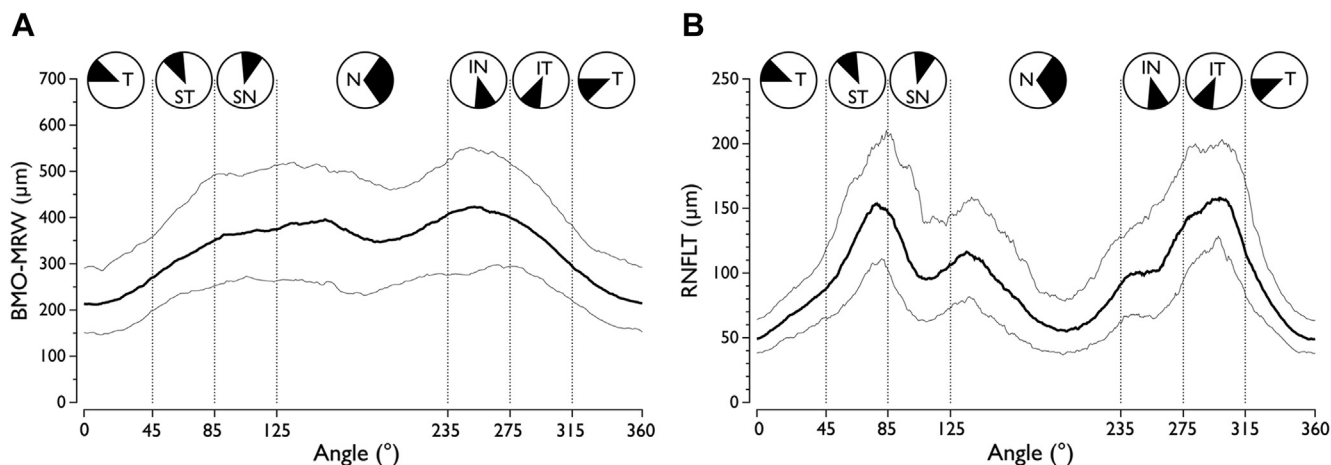 A
T
ST
SN
N
IN
IT
T
700
600
500
400
300
200
100
0
BMO-MRW (μm)
0 45 85 125 235 275 315 360
Angle (°)
B
T
ST
SN
N
IN
IT
T
250
200
150
100
50
0
RNFLT (μm)
0 45 85 125 235 275 315 360
Angle (°)